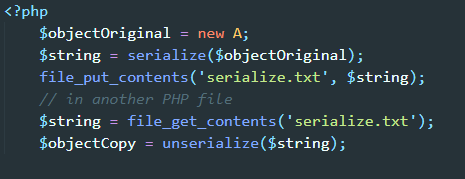 <?php
$objectOriginal = new A;
$string = serialize($objectOriginal);
file_put_contents('serialize.txt', $string);
// in another PHP file
$string = file_get_contents('serialize.txt');
$objectCopy = unserialize($string);